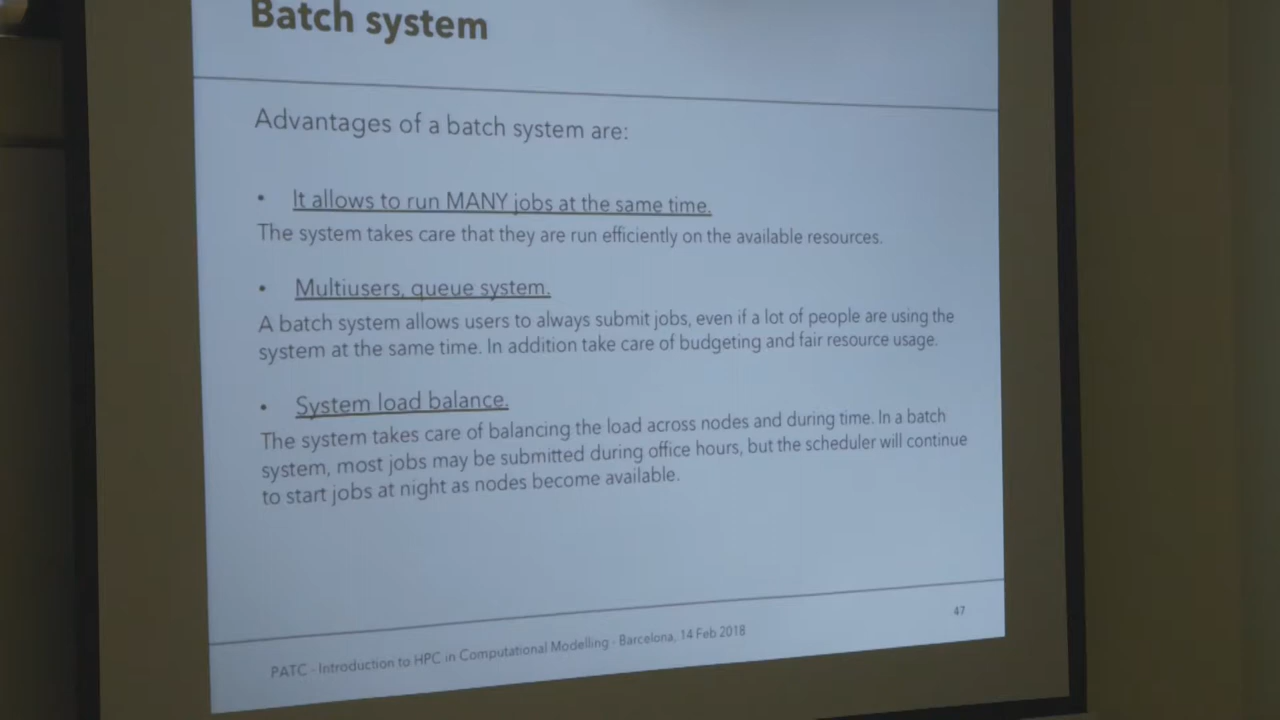 Batch system
Advantages of a batch system are:
• It allows to run MANY jobs at the same time.
The system takes care that they are run efficiently on the available resources.
• Multiusers, queue system.
A batch system allows users to always submit jobs, even if a lot of people are using the
system at the same time. In addition take care of budgeting and fair resource usage.
• System load balance.
The system takes care of balancing the load across nodes and during time. In a batch
system, most jobs may be submitted during office hours, but the scheduler will continue
to start jobs at night as nodes become available.
47
PATC - Introduction to HPC in Computational Modelling - Barcelona, 14 Feb 2018